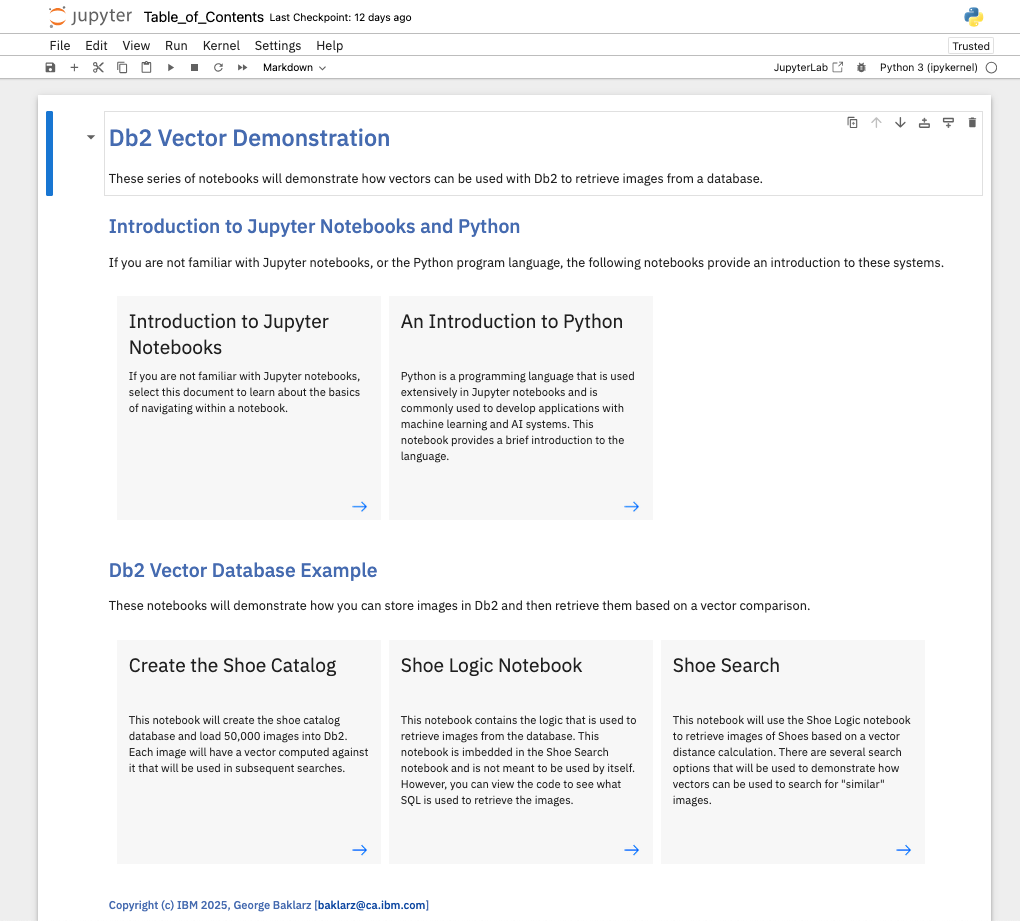 jupyter Table_of_Contents Last Checkpoint: 12 days ago
File Edit View Run Kernel Settings Help
Trusted
Markdown
JupyterLab
Python 3 (ipykernel)
Db2 Vector Demonstration
These series of notebooks will demonstrate how vectors can be used with Db2 to retrieve images from a database.
Introduction to Jupyter Notebooks and Python
If you are not familiar with Jupyter notebooks, or the Python program language, the following notebooks provide an introduction to these systems.
Introduction to Jupyter
Notebooks
If you are not familiar with Jupyter notebooks,
select this document to learn about the basics
of navigating within a notebook.
An Introduction to Python
Python is a programming language that is used
extensively in Jupyter notebooks and is
commonly used to develop applications with
machine learning and AI systems. This
notebook provides a brief introduction to the
language.
Db2 Vector Database Example
These notebooks will demonstrate how you can store images in Db2 and then retrieve them based on a vector comparison.
Create the Shoe Catalog
This notebook will create the shoe catalog
database and load 50,000 images into Db2.
Each image will have a vector computed against
it that will be used in subsequent searches.
Shoe Logic Notebook
This notebook contains the logic that is used to
retrieve images from the database. This
notebook is imbedded in the Shoe Search
notebook and is not meant to be used by itself.
However, you can view the code to see what
SQL is used to retrieve the images.
Shoe Search
This notebook will use the Shoe Logic notebook
to retrieve images of Shoes based on a vector
distance calculation. There are several search
options that will be used to demonstrate how
vectors can be used to search for "similar"
images.
Copyright (c) IBM 2025, George Baklarz [baklarz@ca.ibm.com]